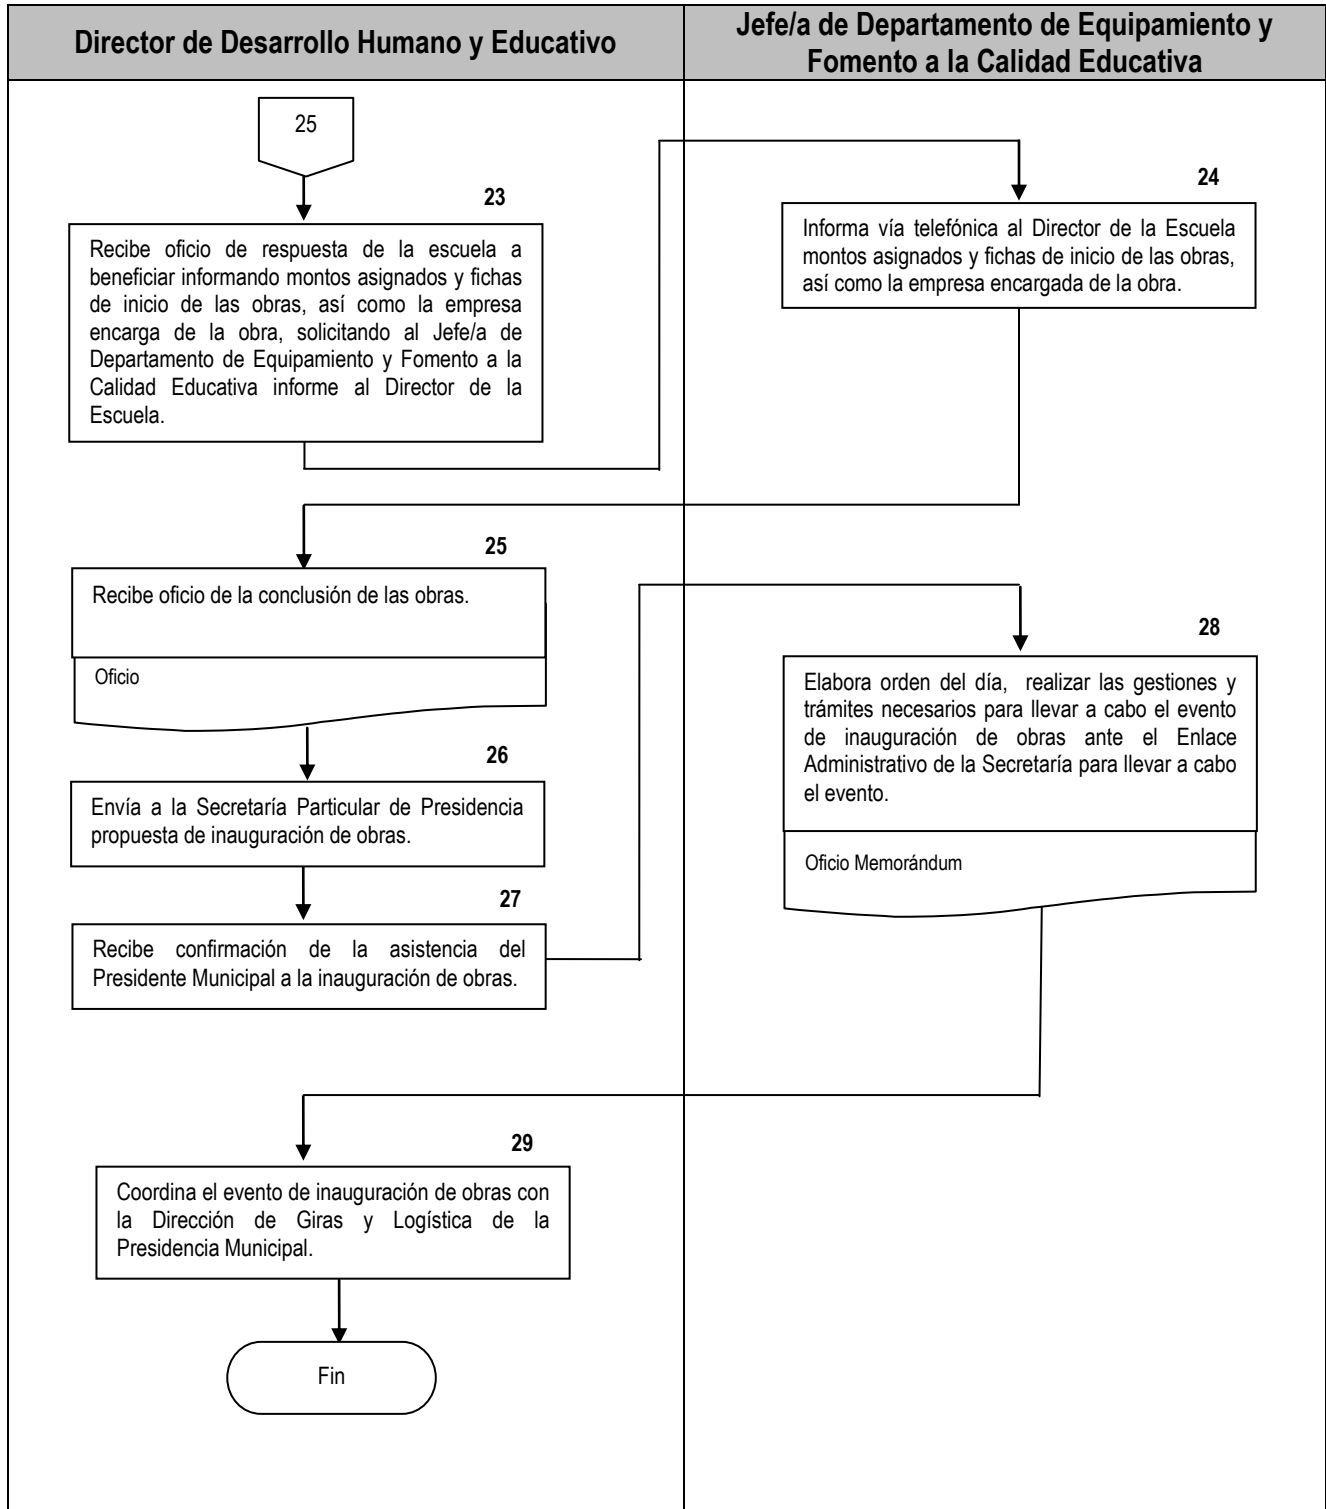 Director de Desarrollo Humano y Educativo
Jefe/a de Departamento de Equipamiento y
Fomento a la Calidad Educativa
25
23
Recibe oficio de respuesta de la escuela a
beneficiar informando montos asignados y fichas
de inicio de las obras, así como la empresa
encarga de la obra, solicitando al Jefe/a de
Departamento de Equipamiento y Fomento a la
Calidad Educativa informe al Director de la
Escuela.
24
Informa vía telefónica al Director de la Escuela
montos asignados y fichas de inicio de las obras,
así como la empresa encargada de la obra.
25
Recibe oficio de la conclusión de las obras.
Oficio
26
Envía a la Secretaría Particular de Presidencia
propuesta de inauguración de obras.
27
Recibe confirmación de la asistencia del
Presidente Municipal a la inauguración de obras.
28
Elabora orden del día, realizar las gestiones y
trámites necesarios para llevar a cabo el evento
de inauguración de obras ante el Enlace
Administrativo de la Secretaría para llevar a cabo
el evento.
Oficio Memorándum
29
Coordina el evento de inauguración de obras con
la Dirección de Giras y Logística de la
Presidencia Municipal.
Fin